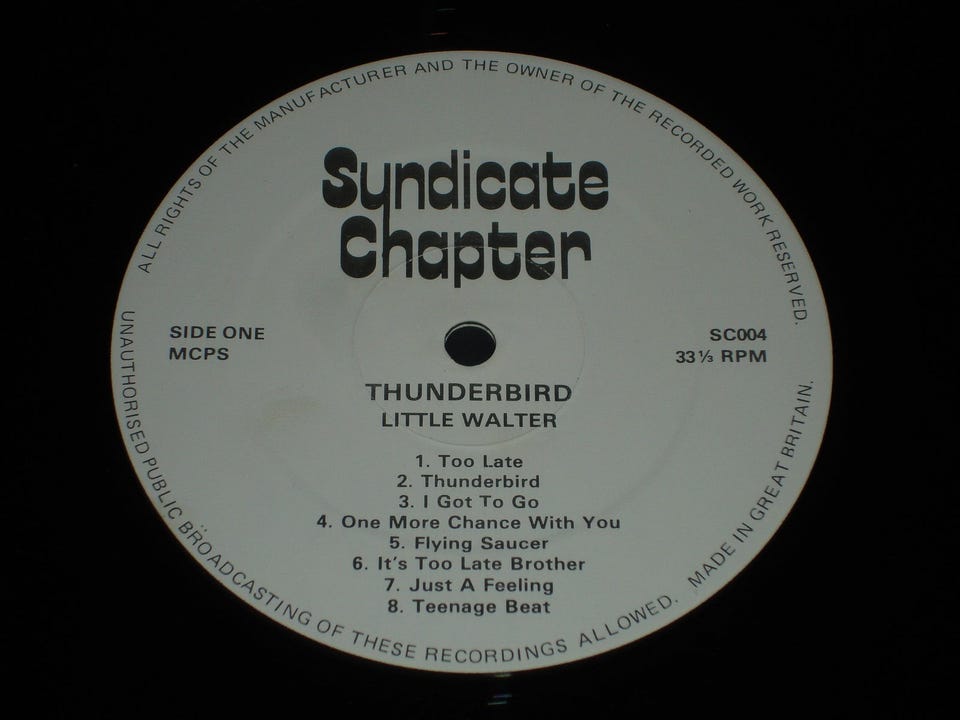 ALL RIGHTS OF THE MANUFACTURER AND THE OWNER OF THE RECORDED WORK RESERVED.
Syndicate
Chapter
SIDE ONE
MCPS
SC004
33⅓ RPM
THUNDERBIRD
LITTLE WALTER
1. Too Late
2. Thunderbird
3. I Got To Go
4. One More Chance With You
5. Flying Saucer
6. It's Too Late Brother
7. Just A Feeling
8. Teenage Beat
UNAUTHORISED PUBLIC BROADCASTING OF THESE RECORDINGS ALLOWED.
MADE IN GREAT BRITAIN.